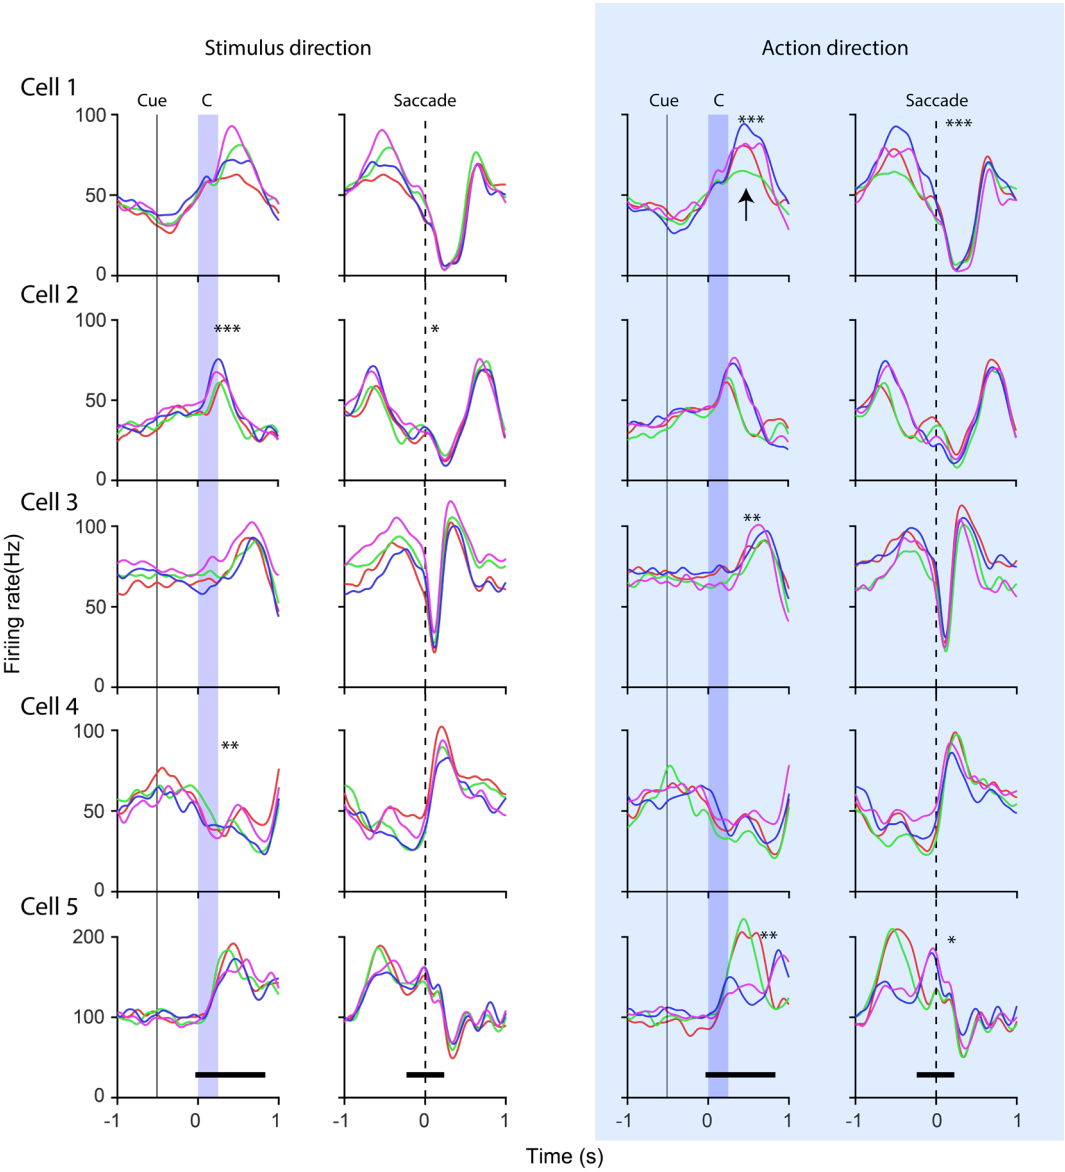 Stimulus direction Action direction
Cell 1
Cue C Saccade Cue C Saccade
100 *** ***
50
0
Cell 2
100 *** *
50
0
Cell 3
100 **
50
0
Firiing rate(Hz)
Cell 4
100 **
50
0
Cell 5
200 ** *
100
0
-1 0 1 -1 0 1 -1 0 1 -1 0 1
Time (s)